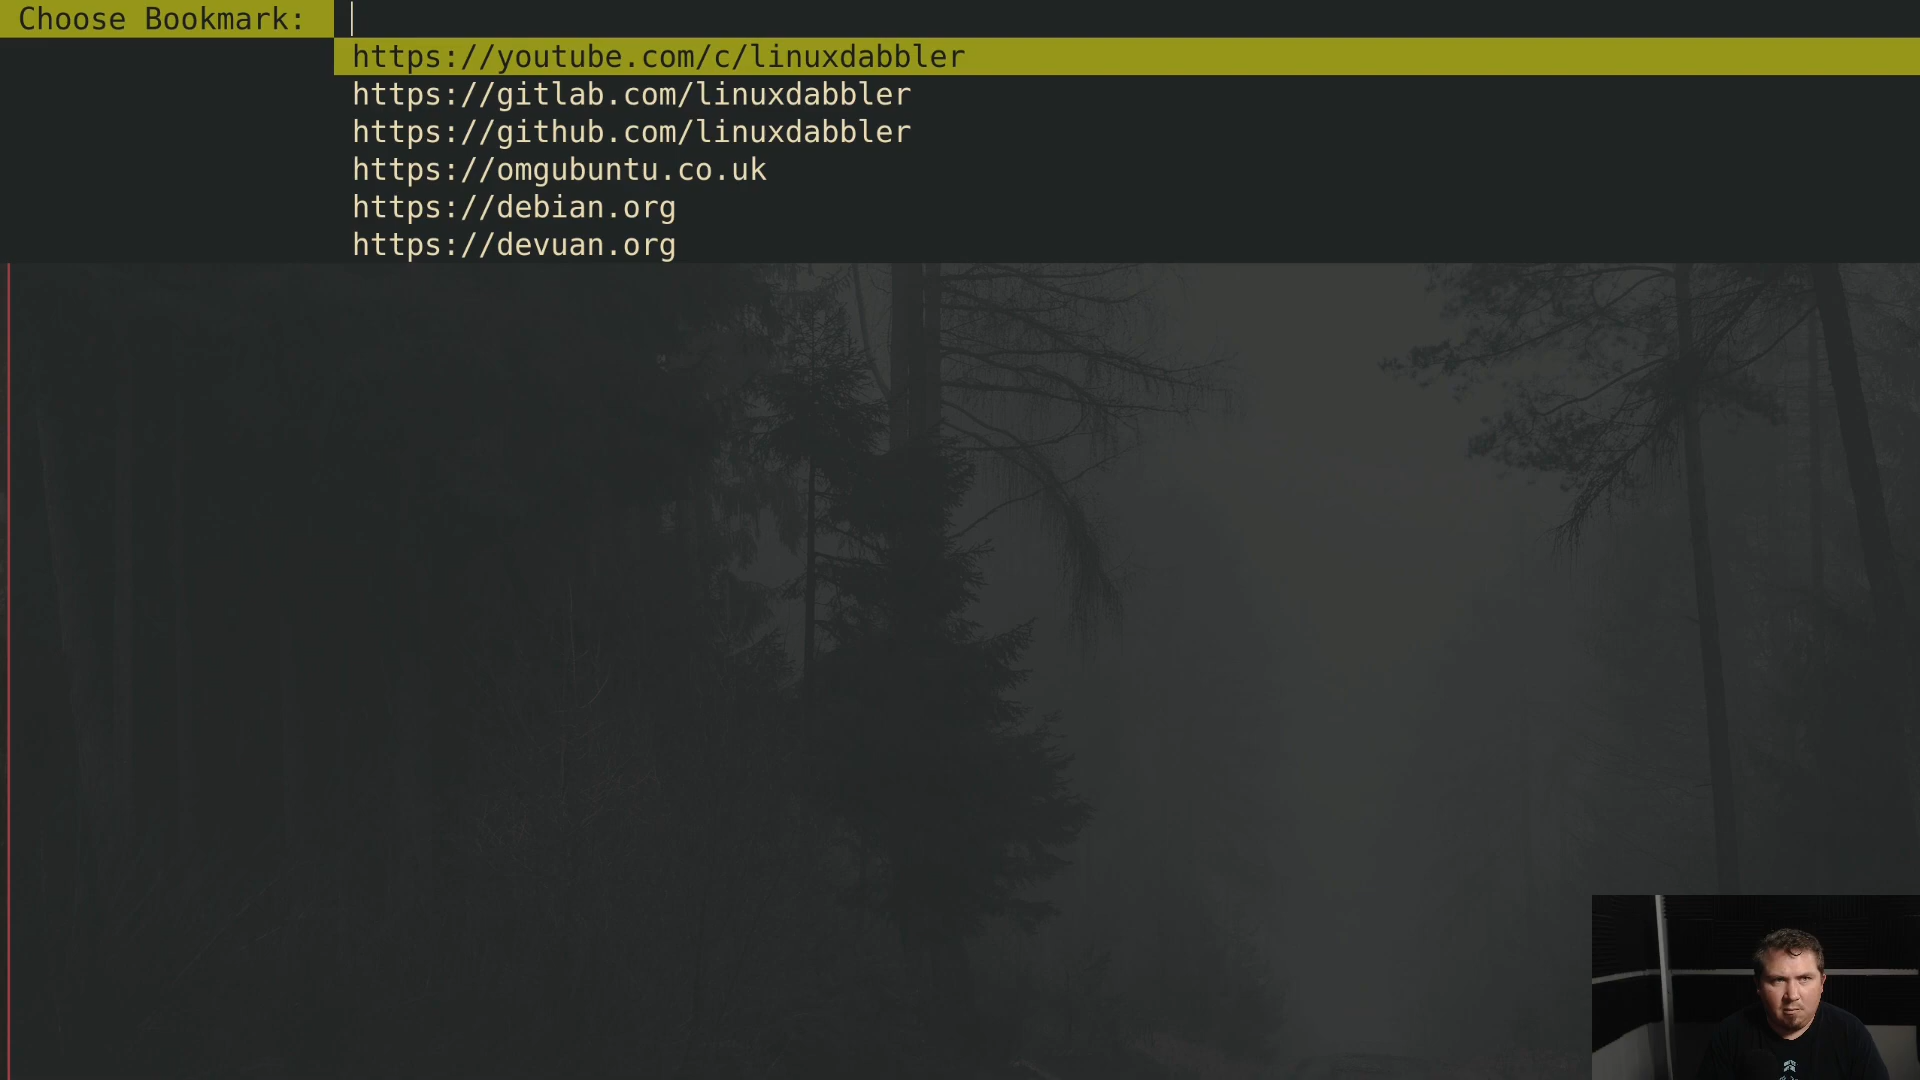 Choose Bookmark:
https://youtube.com/c/linuxdabbler
https://gitlab.com/linuxdabbler
https://github.com/linuxdabbler
https://omgubuntu.co.uk
https://debian.org
https://devuan.org